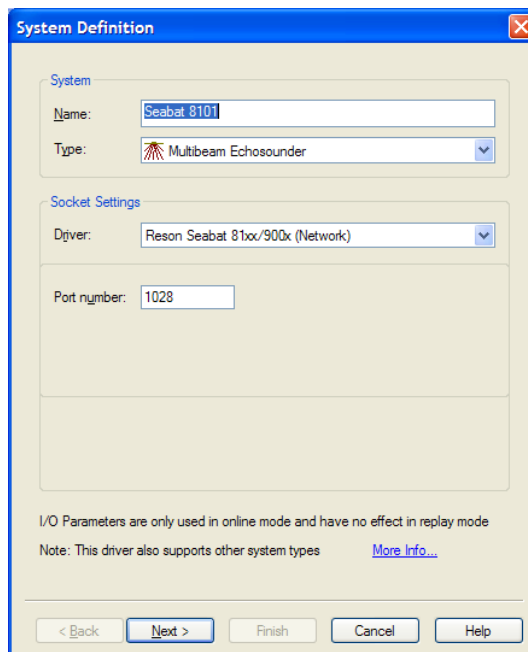 System Definition
System
Name: Seabat 8101
Type: Multibeam Echosounder
Socket Settings
Driver: Reson Seabat 81xx/900x (Network)
Port number: 1028
I/O Parameters are only used in online mode and have no effect in replay mode
Note: This driver also supports other system types More Info...
< Back Next > Finish Cancel Help